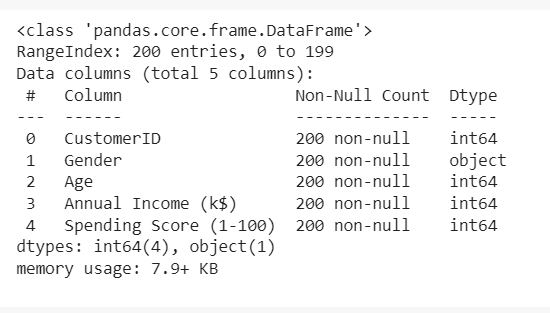 <class 'pandas.core.frame.DataFrame'>
RangeIndex: 200 entries, 0 to 199
Data columns (total 5 columns):
 #   Column                  Non-Null Count  Dtype
---  ------                  --------------  -----
 0   CustomerID              200 non-null    int64
 1   Gender                  200 non-null    object
 2   Age                     200 non-null    int64
 3   Annual Income (k$)      200 non-null    int64
 4   Spending Score (1-100)  200 non-null    int64
dtypes: int64(4), object(1)
memory usage: 7.9+ KB